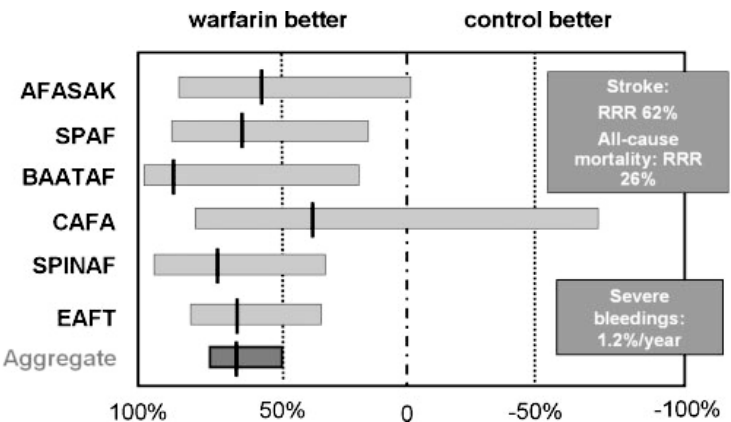 warfarin better
control better
AFASAK
SPAF
BAATAF
CAFA
SPINAF
EAFT
Aggregate
Stroke:
RRR 62%
All-cause
mortality: RRR
26%
Severe
bleedings:
1.2%/year
100%
50%
0
-50%
-100%